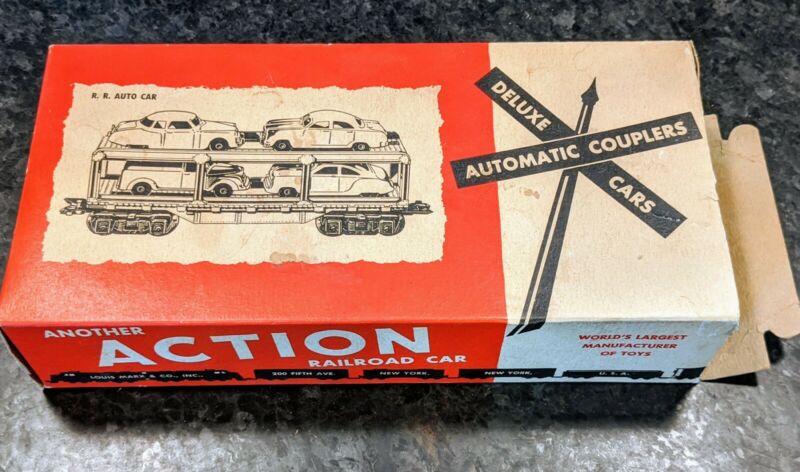 R. R. AUTO CAR
DELUXE
AUTOMATIC COUPLERS
CARS
ANOTHER
ACTION
RAILROAD CAR
WORLD'S LARGEST
MANUFACTURER
OF TOYS
LOUIS MARX & CO., INC., 200 FIFTH AVE. NEW YORK, NEW YORK, U. S. A.